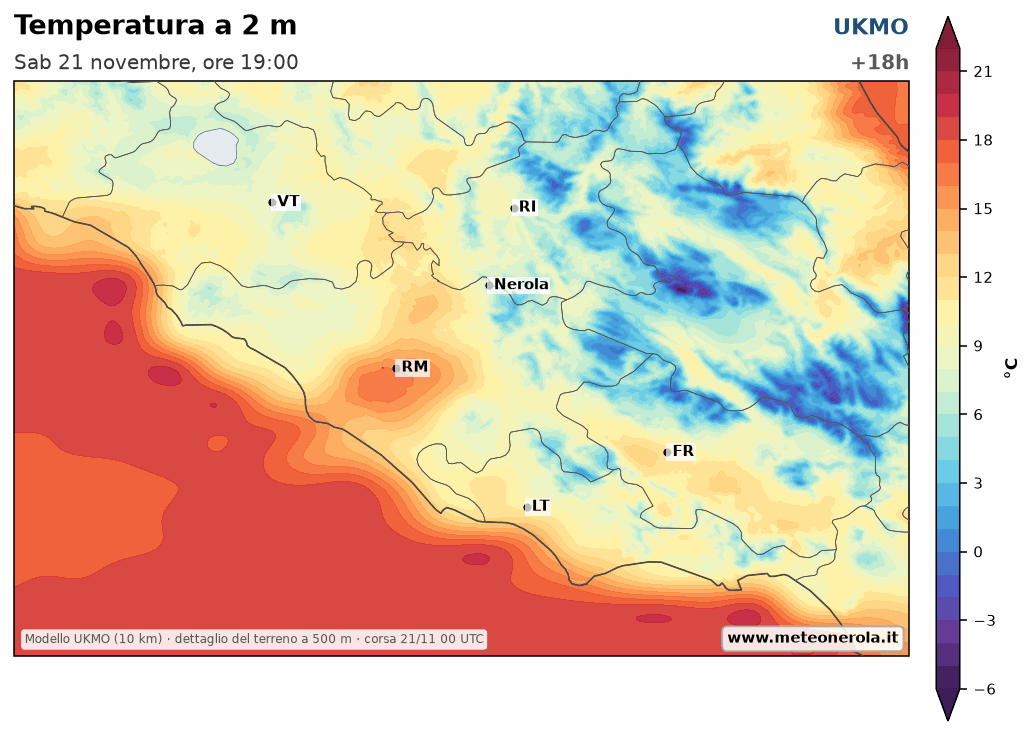 Temperatura a 2 m
UKMO
Sab 21 novembre, ore 19:00
+18h
VT
RI
Nerola
RM
FR
LT
Modello UKMO (10 km) · dettaglio del terreno a 500 m · corsa 21/11 00 UTC
www.meteonerola.it
21
18
15
12
9
6
3
0
−3
−6
°C